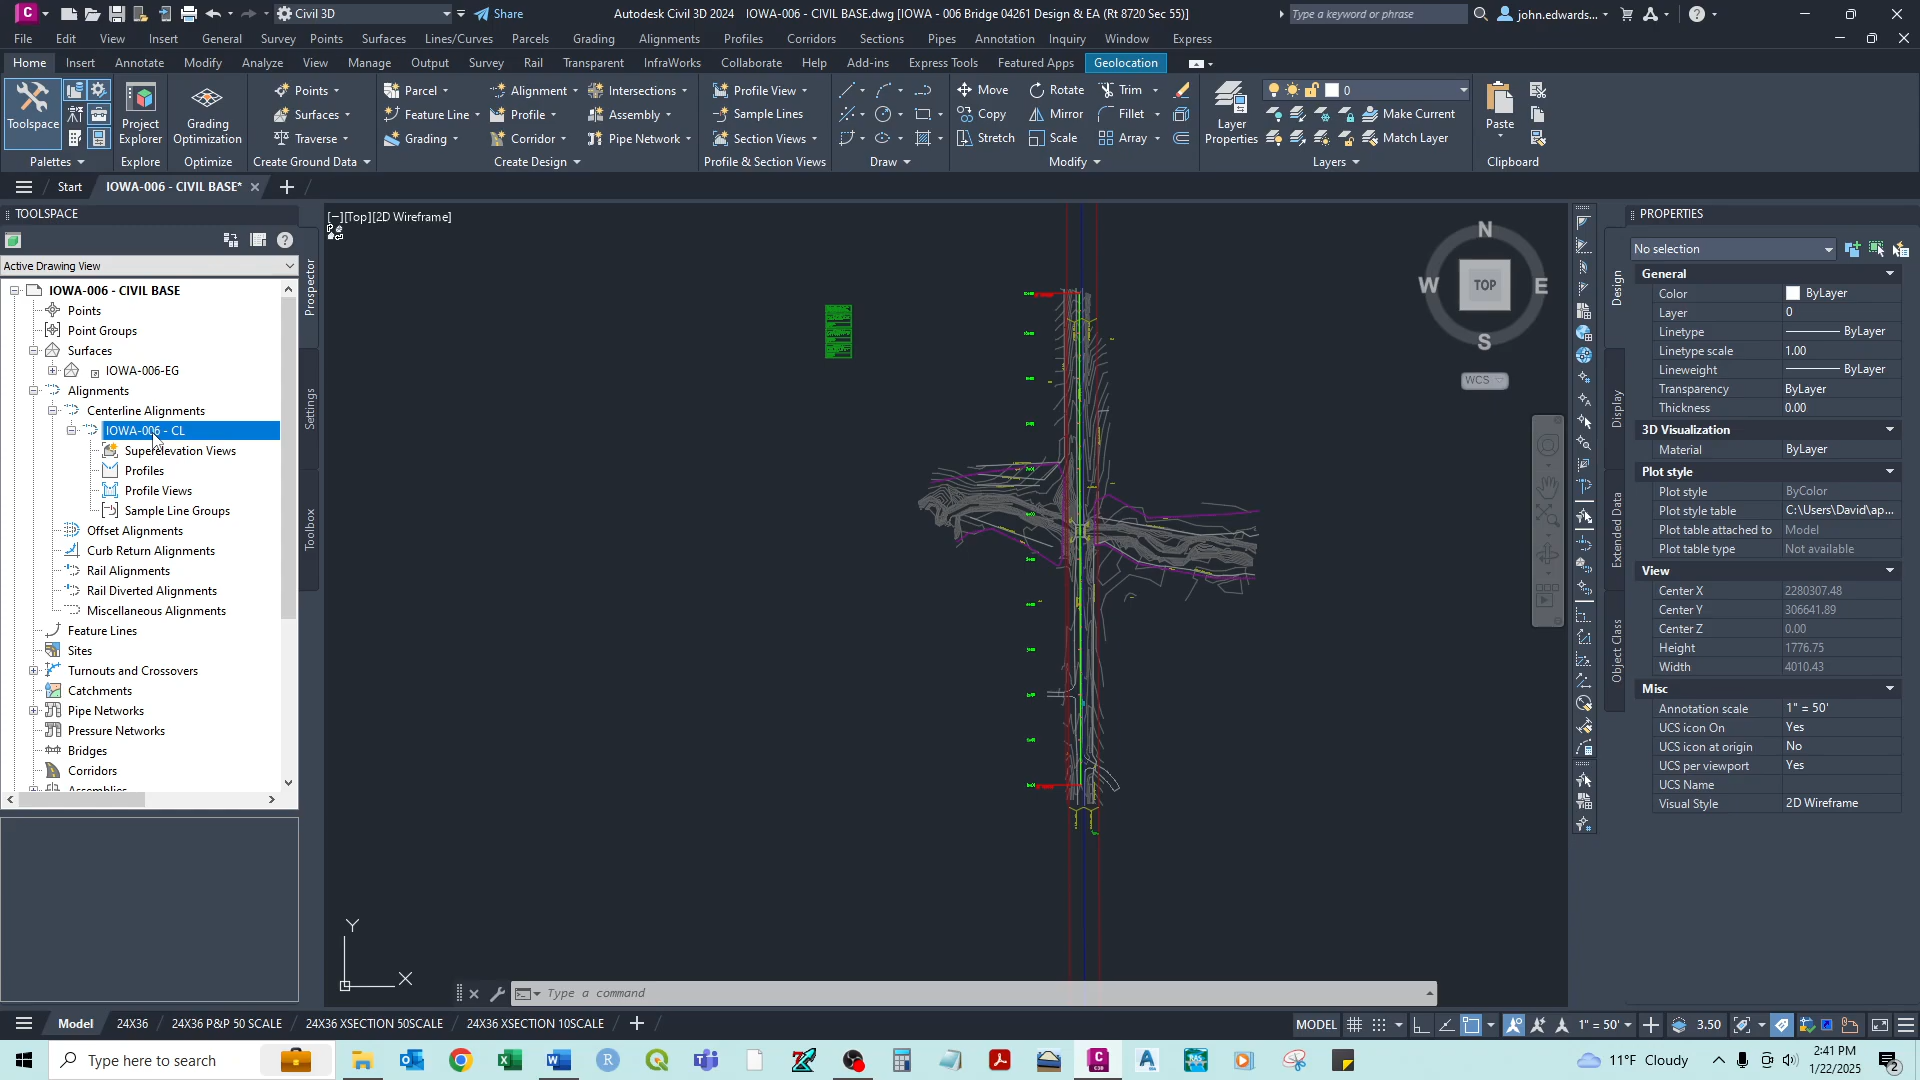 Civil 3D
Share
Autodesk Civil 3D 2024 IOWA-006 - CIVIL BASE.dwg [IOWA - 006 Bridge 04261 Design & EA (Rt 8720 Sec 55)]
Type a keyword or phrase
john.edwards...
File Edit View Insert General Survey Points Surfaces Lines/Curves Parcels Grading Alignments Profiles Corridors Sections Pipes Annotation Inquiry Window Express
Home Insert Annotate Modify Analyze View Manage Output Survey Rail Transparent InfraWorks Collaborate Help Add-ins Express Tools Featured Apps Geolocation
Toolspace
Palettes
Project Explorer
Explore
Grading Optimization
Optimize
Points
Surfaces
Traverse
Create Ground Data
Parcel
Feature Line
Grading
Alignment
Profile
Corridor
Intersections
Assembly
Pipe Network
Create Design
Profile View
Sample Lines
Section Views
Profile & Section Views
Draw
Move
Copy
Stretch
Rotate
Mirror
Scale
Trim
Fillet
Array
Modify
Layer Properties
0
Make Current
Match Layer
Layers
Paste
Clipboard
Start
IOWA-006 - CIVIL BASE*
TOOLSPACE
Active Drawing View
IOWA-006 - CIVIL BASE
Points
Point Groups
Surfaces
IOWA-006-EG
Alignments
Centerline Alignments
IOWA-006 - CL
Superelevation Views
Profiles
Profile Views
Sample Line Groups
Offset Alignments
Curb Return Alignments
Rail Alignments
Rail Diverted Alignments
Miscellaneous Alignments
Feature Lines
Sites
Turnouts and Crossovers
Catchments
Pipe Networks
Pressure Networks
Bridges
Corridors
Assemblies
Prospector
Settings
Toolbox
[−][Top][2D Wireframe]
N
W
TOP
E
S
WCS
Y
X
Type a command
PROPERTIES
No selection
General
Color ByLayer
Layer 0
Linetype ByLayer
Linetype scale 1.00
Lineweight ByLayer
Transparency ByLayer
Thickness 0.00
3D Visualization
Material ByLayer
Plot style
Plot style ByColor
Plot style table C:\Users\David\ap...
Plot table attached to Model
Plot table type Not available
View
Center X 2280307.48
Center Y 306641.89
Center Z 0.00
Height 1776.75
Width 4010.43
Misc
Annotation scale 1" = 50'
UCS icon On Yes
UCS icon at origin No
UCS per viewport Yes
UCS Name
Visual Style 2D Wireframe
Design
Display
Extended Data
Object Class
Model 24X36 24X36 P&P 50 SCALE 24X36 XSECTION 50SCALE 24X36 XSECTION 10SCALE
MODEL
1" = 50'
3.50
Type here to search
11°F Cloudy
2:41 PM
1/22/2025
2